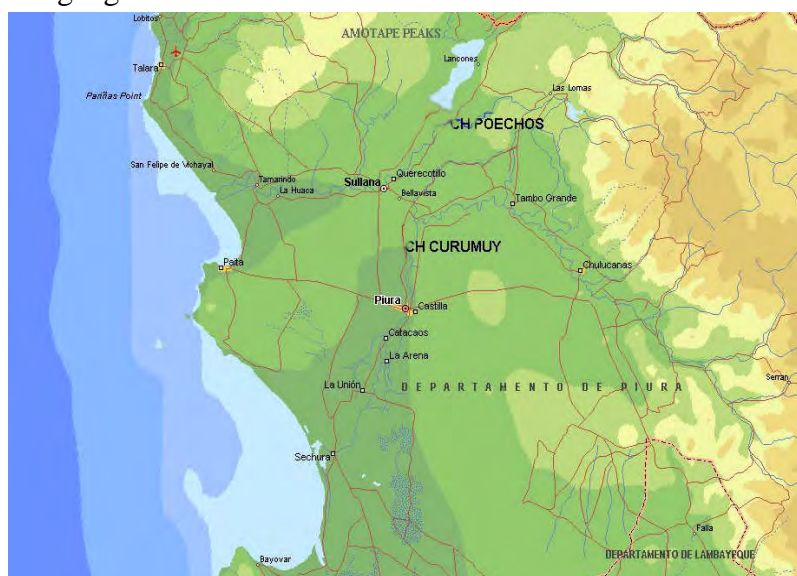 Lobitos
AMOTAPE PEAKS
Lancones
Talara
Las Lomas
Pariñas Point
CH POECHOS
San Felipe de Vichayal
Querecotillo
Tamarindo
Sullana
La Huaca
Bellavista
Tambo Grande
CH CURUMUY
Paita
Chulucanas
Piura
Castilla
Catacaos
La Arena
La Unión
DEPARTAMENTO DE PIURA
Serran
Sechura
Falla
Bayovar
DEPARTAMENTO DE LAMBAYEQUE